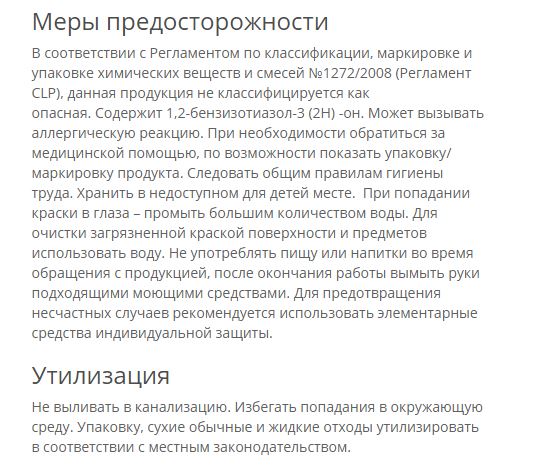 Меры предосторожности
В соответствии с Регламентом по классификации, маркировке и
упаковке химических веществ и смесей №1272/2008 (Регламент
CLP), данная продукция не классифицируется как
опасная. Содержит 1,2-бензизотиазол-3 (2H) -он. Может вызывать
аллергическую реакцию. При необходимости обратиться за
медицинской помощью, по возможности показать упаковку/
маркировку продукта. Следовать общим правилам гигиены
труда. Хранить в недоступном для детей месте.  При попадании
краски в глаза – промыть большим количеством воды. Для
очистки загрязненной краской поверхности и предметов
использовать воду. Не употреблять пищу или напитки во время
обращения с продукцией, после окончания работы вымыть руки
подходящими моющими средствами. Для предотвращения
несчастных случаев рекомендуется использовать элементарные
средства индивидуальной защиты.
Утилизация
Не выливать в канализацию. Избегать попадания в окружающую
среду. Упаковку, сухие обычные и жидкие отходы утилизировать
в соответствии с местным законодательством.